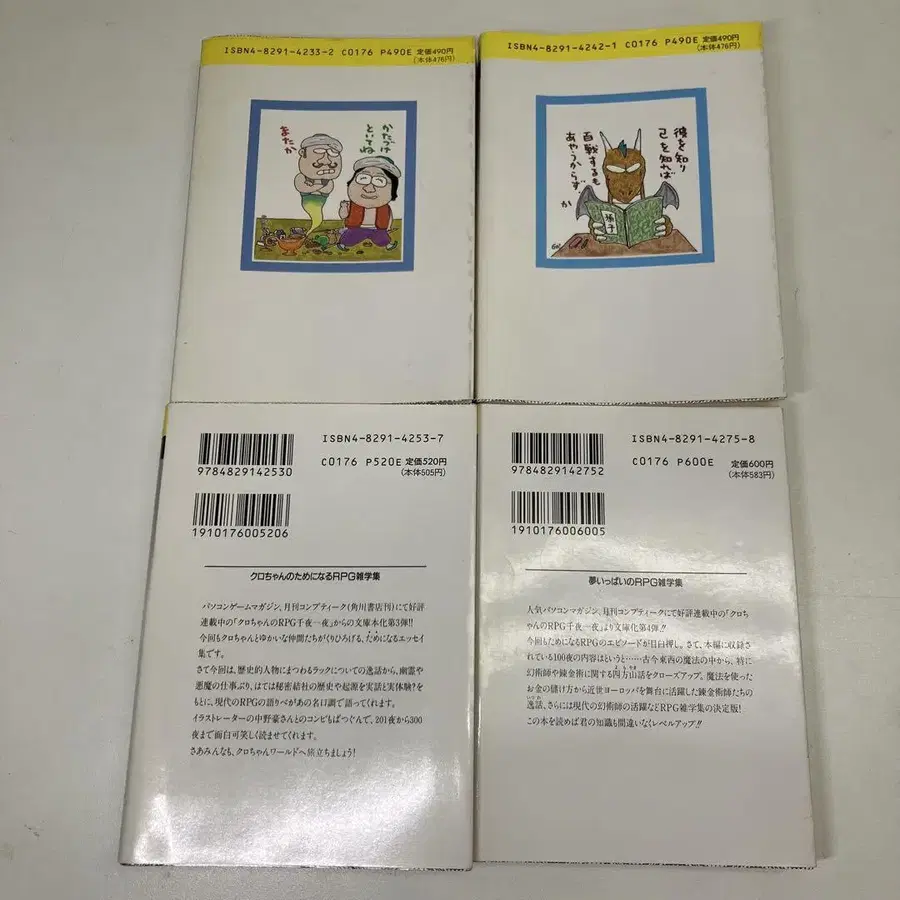 ISBN4-8291-4233-2 C0176 P490E 定価490円
(本体476円)
かたづけ
といてね
またか
ISBN4-8291-4242-1 C0176 P490E 定価490円
(本体476円)
彼を知り
己を知れば
百戦するも
あやうからず。
か
孫子
9784829142530
1910176005206
ISBN4-8291-4253-7
C0176 P520E 定価520円
(本体505円)
クロちゃんのためになるRPG雑学集
パソコンゲームマガジン、月刊コンプティーク(角川書店刊)にて好評
連載中の「クロちゃんのRPG千夜一夜」からの文庫本化第3弾!!
今回もクロちゃんとゆかいな仲間たちがくりひろげる、ためになるエッセイ
集です。
さて今回は、歴史的人物にまつわるラックについての逸話から、幽霊や
悪魔の仕事ぶり、はては秘密結社の歴史や起源を実話と実体験?を
もとに、現代のRPGの語りべがあの名口調で語ってくれます。
イラストレーターの中野豪さんとのコンビもばつぐんで、201夜から300
夜まで面白可笑しく読ませてくれます。
さあみんなも、クロちゃんワールドへ旅立ちましょう!
9784829142752
1910176006005
ISBN4-8291-4275-8
C0176 P600E 定価600円
(本体583円)
夢いっぱいのRPG雑学集
人気パソコンマガジン、月刊コンプティークにて好評連載中の「クロち
ゃんのRPG千夜一夜」より文庫化第4弾!!
今回もためになるRPGのエピソードが目白押し。さて、本編に収録さ
れている100夜の内容はというと……古今東西の魔法の中から、特に
幻術師や錬金術に関する四方山話をクローズアップ。魔法を使った
お金の儲け方から近世ヨーロッパを舞台に活躍した錬金術師たちの
逸話、さらには現代の幻術師の活躍などRPG雑学集の決定版!
この本を読めば君の知識も間違いなくレベルアップ!!